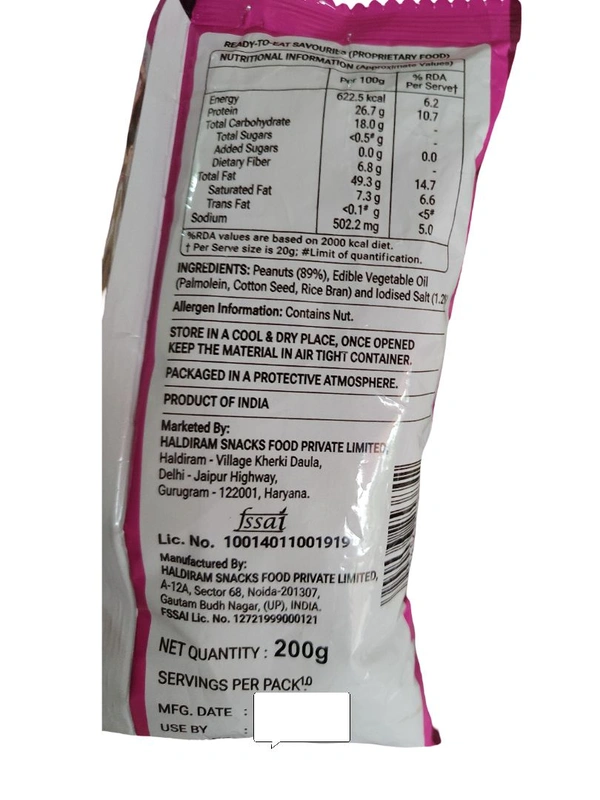 READY-TO-EAT SAVOURIES (PROPRIETARY FOOD)
NUTRITIONAL INFORMATION (Approximate Values)
Per 100g % RDA Per Serve†
Energy 622.5 kcal 6.2
Protein 26.7 g 10.7
Total Carbohydrate 18.0 g -
Total Sugars <0.5# g -
Added Sugars 0.0 g 0.0
Dietary Fiber 6.8 g -
Total Fat 49.3 g 14.7
Saturated Fat 7.3 g 6.6
Trans Fat <0.1# g <5#
Sodium 502.2 mg 5.0
%RDA values are based on 2000 kcal diet.
† Per Serve size is 20g; #Limit of quantification.
INGREDIENTS: Peanuts (89%), Edible Vegetable Oil
(Palmolein, Cotton Seed, Rice Bran) and Iodised Salt
Allergen Information: Contains Nut.
STORE IN A COOL & DRY PLACE, ONCE OPENED
KEEP THE MATERIAL IN AIR TIGHT CONTAINER.
PACKAGED IN A PROTECTIVE ATMOSPHERE.
PRODUCT OF INDIA
Marketed By:
HALDIRAM SNACKS FOOD PRIVATE LIMITED,
Haldiram - Village Kherki Daula,
Delhi - Jaipur Highway,
Gurugram - 122001, Haryana.
fssai
Lic. No. 10014011001919
Manufactured By:
HALDIRAM SNACKS FOOD PRIVATE LIMITED,
A-12A, Sector 68, Noida-201307,
Gautam Budh Nagar, (UP), INDIA.
FSSAI Lic. No. 12721999000121
NET QUANTITY : 200g
SERVINGS PER PACK : 10
MFG. DATE :
USE BY :